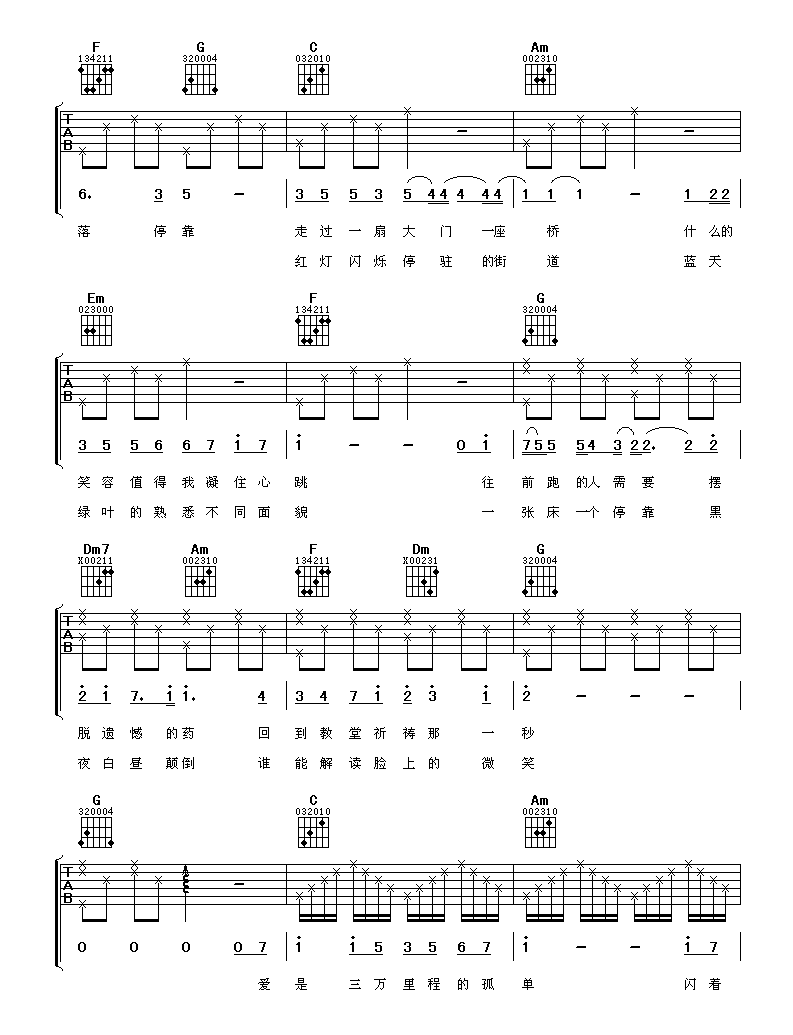 F G C Am
134211 320004 032010 002310
T
A
B
6. 3 5 - 3 5 5 3 5 44 4 44 1 1 1 - 1 22
落 停 靠 走 过 一 扇 大 门 一座 桥 什么的
红 灯 闪 烁 停 驻 的街 道 蓝 天
Em F G
023000 134211 320004
T
A
B
3 5 5 6 6 7 i 7 i - - 0 i 755 54 3 22. 2 2
笑 容 值 得 我 凝 住 心 跳 往 前 跑 的人 需 要 摆
绿 叶 的 熟 悉 不 同 面 貌 一 张 床 一个 停 靠 黑
Dm7 Am F Dm G
X00211 002310 134211 X00231 320004
T
A
B
2 i 7. i i. 4 3 4 7 i 2 3 i 2 - - -
脱 遗 憾 的药 回 到 教 堂 祈 祷 那 一 秒
夜 白 昼 颠倒 谁 能 解 读 脸 上 的 微 笑
G C Am
320004 032010 002310
T
A
B
0 0 0 07 i i 5 3 5 6 7 i - - i 7
爱 是 三 万 里 程 的 孤 单 闪 着